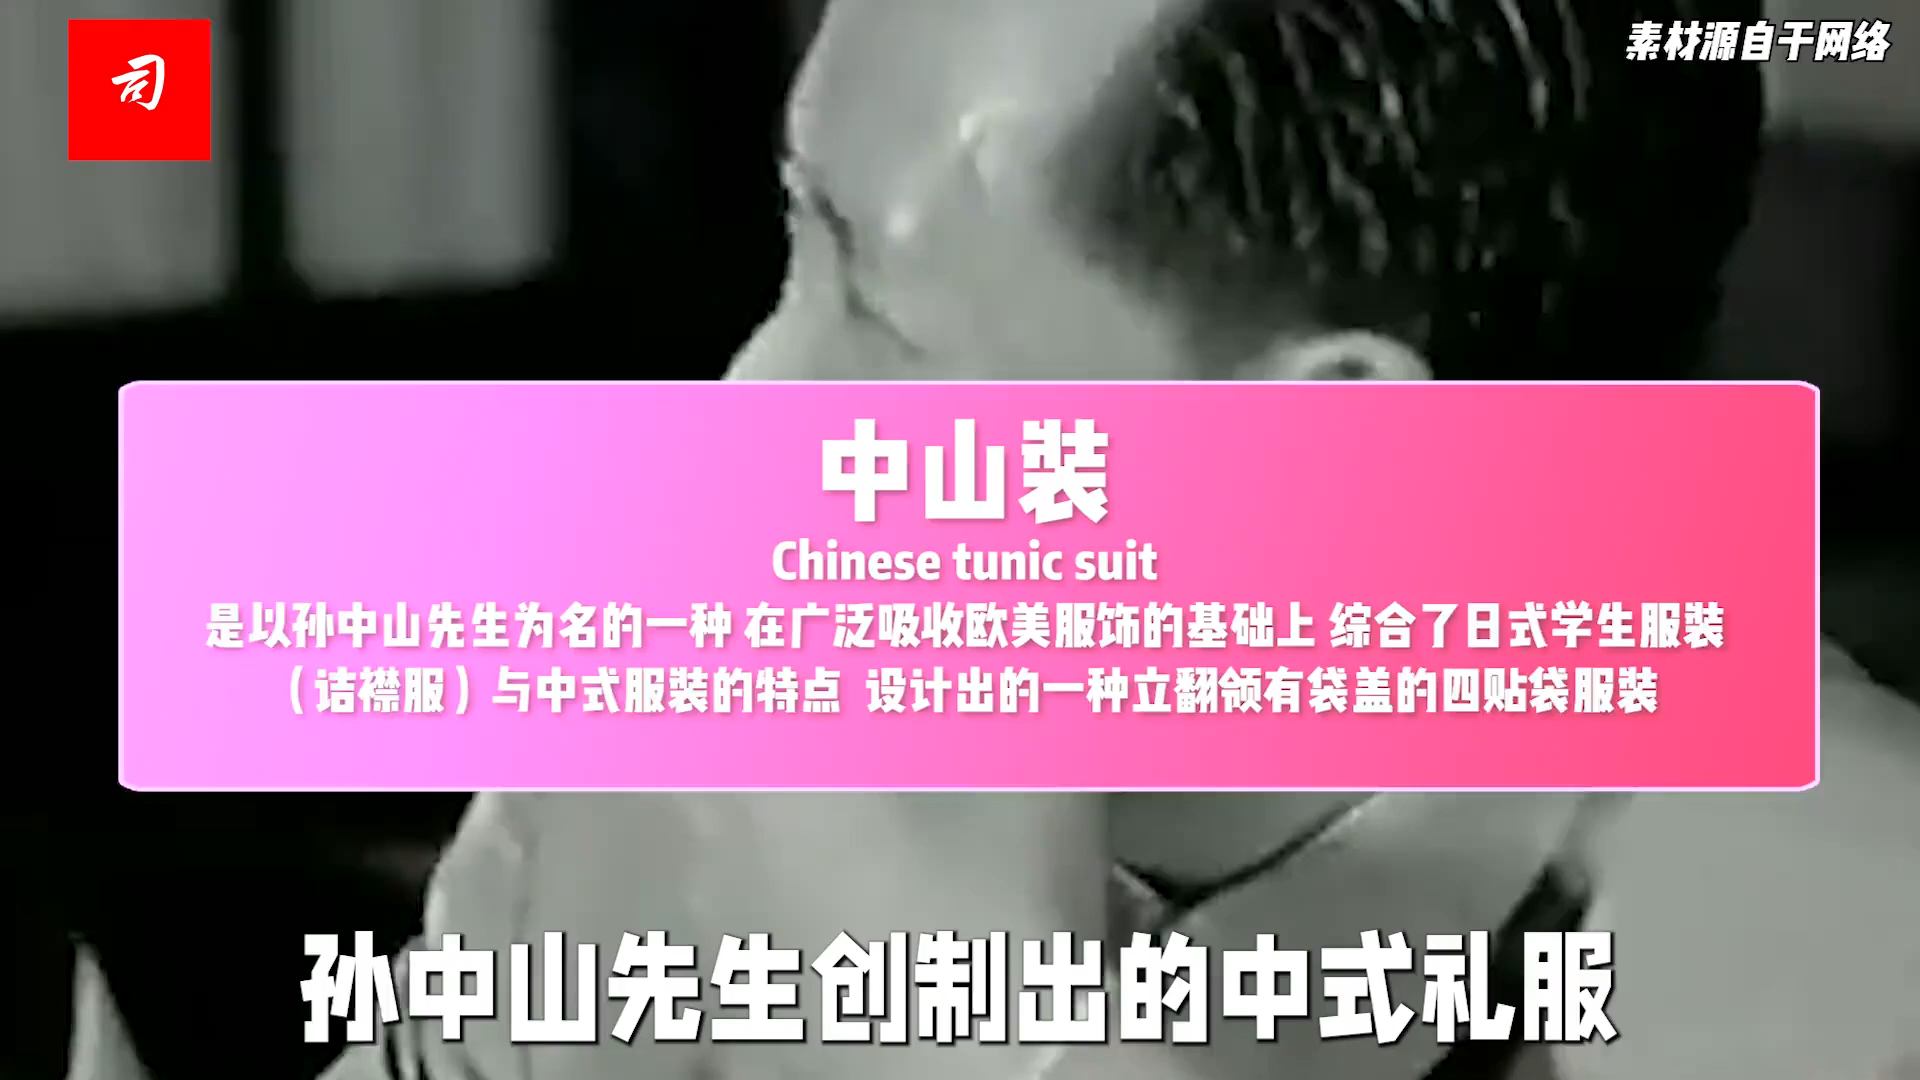 司
素材源自于网络
中山装
Chinese tunic suit
是以孙中山先生为名的一种 在广泛吸收欧美服饰的基础上 综合了日式学生服装
（诘襟服）与中式服装的特点 设计出的一种立翻领有袋盖的四贴袋服装
孙中山先生创制出的中式礼服